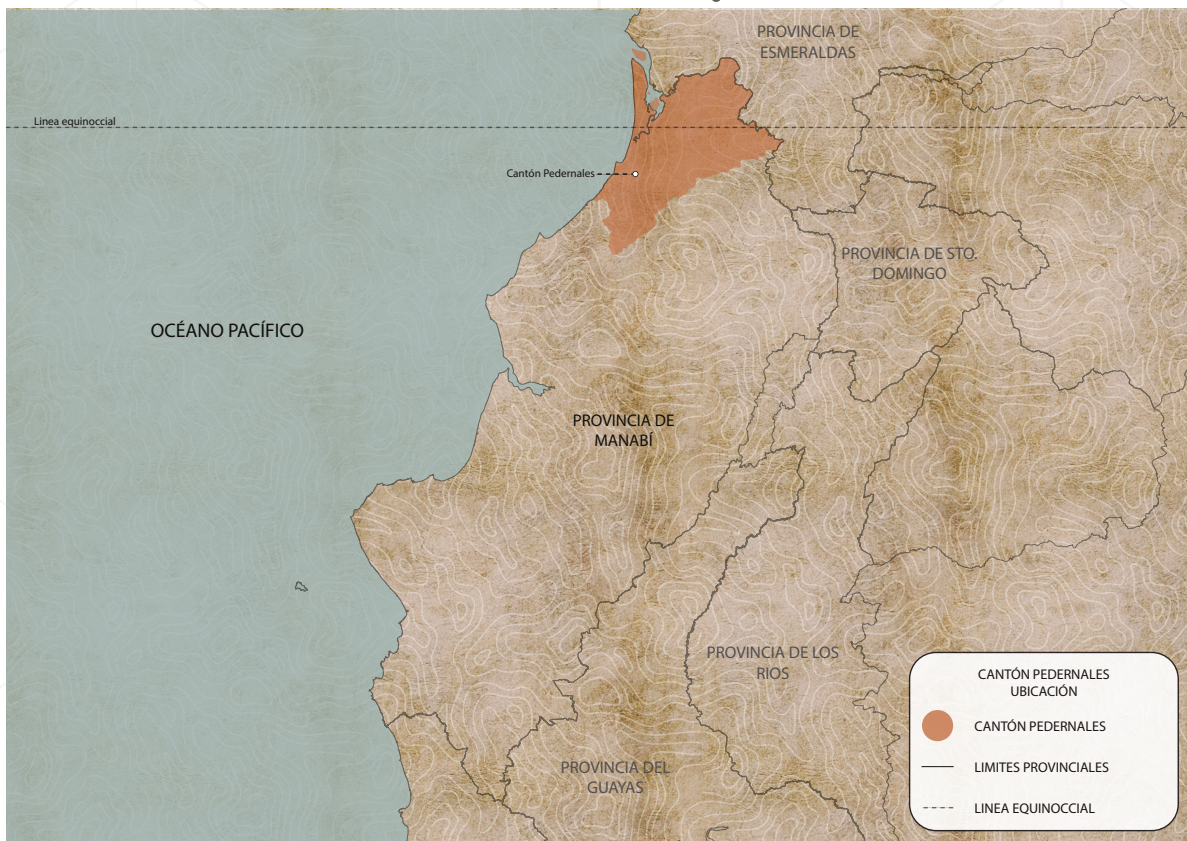 PROVINCIA DE
ESMERALDAS
Linea equinoccial
Cantón Pedernales
PROVINCIA DE STO.
DOMINGO
OCÉANO PACÍFICO
PROVINCIA DE
MANABÍ
PROVINCIA DE LOS
RIOS
PROVINCIA DEL
GUAYAS
CANTÓN PEDERNALES
UBICACIÓN
CANTÓN PEDERNALES
LIMITES PROVINCIALES
LINEA EQUINOCCIAL